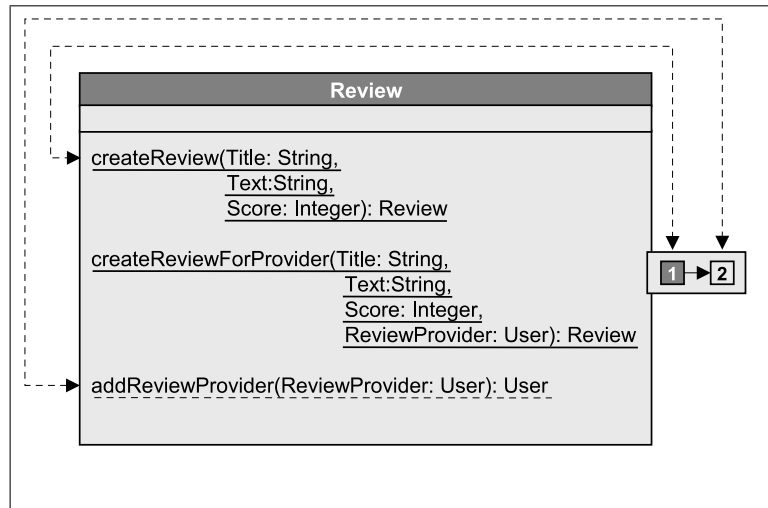 Review
createReview(Title: String,
Text:String,
Score: Integer): Review
createReviewForProvider(Title: String,
Text:String,
Score: Integer,
ReviewProvider: User): Review
1 2
addReviewProvider(ReviewProvider: User): User